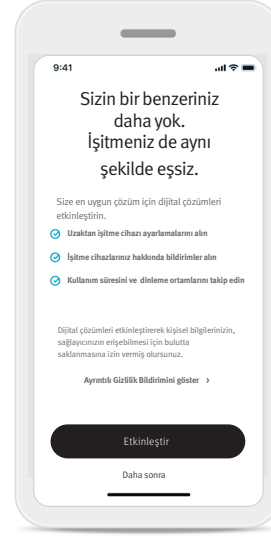 9:41
Sizin bir benzeriniz
daha yok.
İşitmeniz de aynı
şekilde eşsiz.
Size en uygun çözüm için dijital çözümleri
etkinleştirin.
Uzaktan işitme cihazı ayarlamalarını alın
İşitme cihazlarınız hakkında bildirimler alın
Kullanım süresini ve dinleme ortamlarını takip edin
Dijital çözümleri etkinleştirerek kişisel bilgilerinizin,
sağlayıcınızın erişebilmesi için bulutta
saklanmasına izin vermiş olursunuz.
Ayrıntılı Gizlilik Bildirimini göster
Etkinleştir
Daha sonra